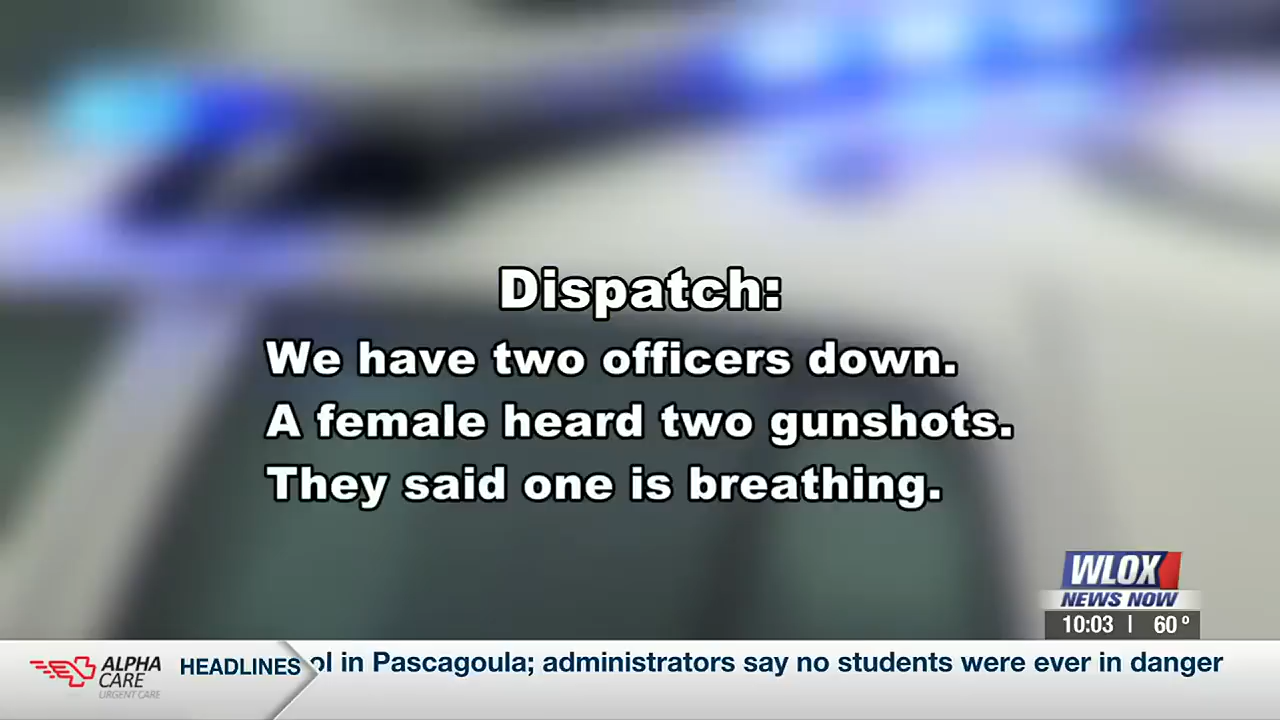 Dispatch:
We have two officers down.
A female heard two gunshots.
They said one is breathing.
WLOX
NEWS NOW
10:03 | 60º
ALPHA
CARE
URGENT CARE
HEADLINES
ol in Pascagoula; administrators say no students were ever in danger